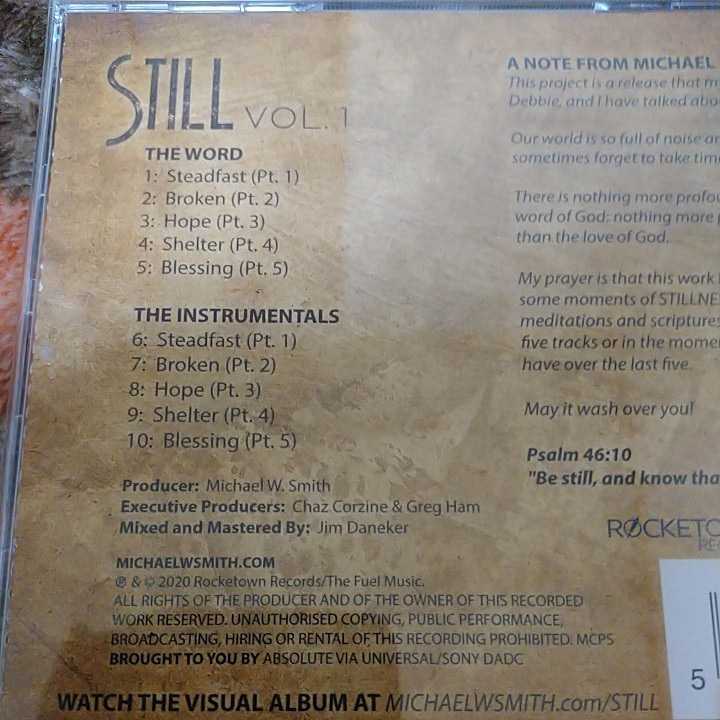 STILL VOL. 1
THE WORD
1: Steadfast (Pt. 1)
2: Broken (Pt. 2)
3: Hope (Pt. 3)
4: Shelter (Pt. 4)
5: Blessing (Pt. 5)
THE INSTRUMENTALS
6: Steadfast (Pt. 1)
7: Broken (Pt. 2)
8: Hope (Pt. 3)
9: Shelter (Pt. 4)
10: Blessing (Pt. 5)
Producer: Michael W. Smith
Executive Producers: Chaz Corzine & Greg Ham
Mixed and Mastered By: Jim Daneker
MICHAELWSMITH.COM
℗ & © 2020 Rocketown Records/The Fuel Music.
ALL RIGHTS OF THE PRODUCER AND OF THE OWNER OF THIS RECORDED
WORK RESERVED. UNAUTHORISED COPYING, PUBLIC PERFORMANCE,
BROADCASTING, HIRING OR RENTAL OF THIS RECORDING PROHIBITED. MCPS
BROUGHT TO YOU BY ABSOLUTE VIA UNIVERSAL/SONY DADC
WATCH THE VISUAL ALBUM AT MICHAELWSMITH.com/STILL
A NOTE FROM MICHAEL
This project is a release that
Debbie, and I have talked
Our world is so full of noise
sometimes forget to take
There is nothing more
word of God: nothing more
than the love of God.
My prayer is that this work
some moments of
meditations and scriptures
five tracks or in the
have over the last five.
May it wash over you!
Psalm 46:10
"Be still, and know
5